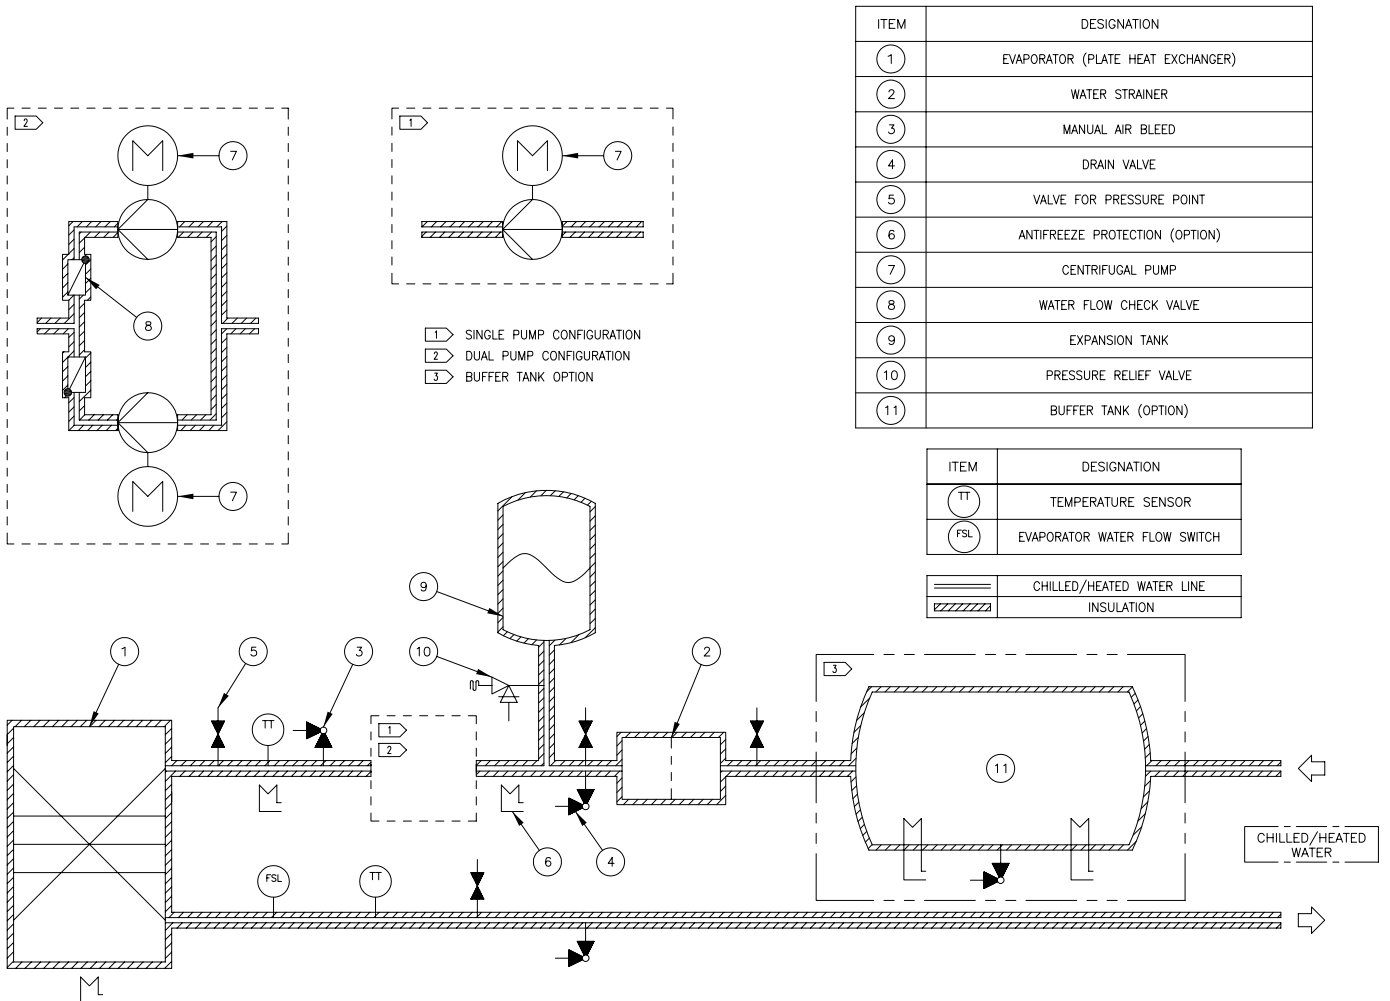 ITEM DESIGNATION
1 EVAPORATOR (PLATE HEAT EXCHANGER)
2 WATER STRAINER
3 MANUAL AIR BLEED
4 DRAIN VALVE
5 VALVE FOR PRESSURE POINT
6 ANTIFREEZE PROTECTION (OPTION)
7 CENTRIFUGAL PUMP
8 WATER FLOW CHECK VALVE
9 EXPANSION TANK
10 PRESSURE RELIEF VALVE
11 BUFFER TANK (OPTION)
2
M 7
8
M 7
1
M 7
1 SINGLE PUMP CONFIGURATION
2 DUAL PUMP CONFIGURATION
3 BUFFER TANK OPTION
ITEM DESIGNATION
TT TEMPERATURE SENSOR
FSL EVAPORATOR WATER FLOW SWITCH
CHILLED/HEATED WATER LINE
INSULATION
9
1 5 3 10 2
3
TT
1
2
11
6 4
CHILLED/HEATED
WATER
FSL TT